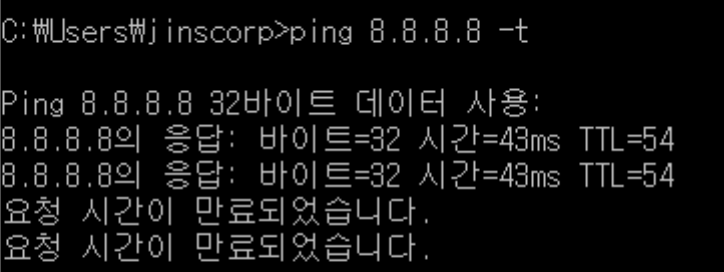 C:₩Users₩jinscorp>ping 8.8.8.8 -t
Ping 8.8.8.8 32바이트 데이터 사용:
8.8.8.8의 응답: 바이트=32 시간=43ms TTL=54
8.8.8.8의 응답: 바이트=32 시간=43ms TTL=54
요청 시간이 만료되었습니다.
요청 시간이 만료되었습니다.